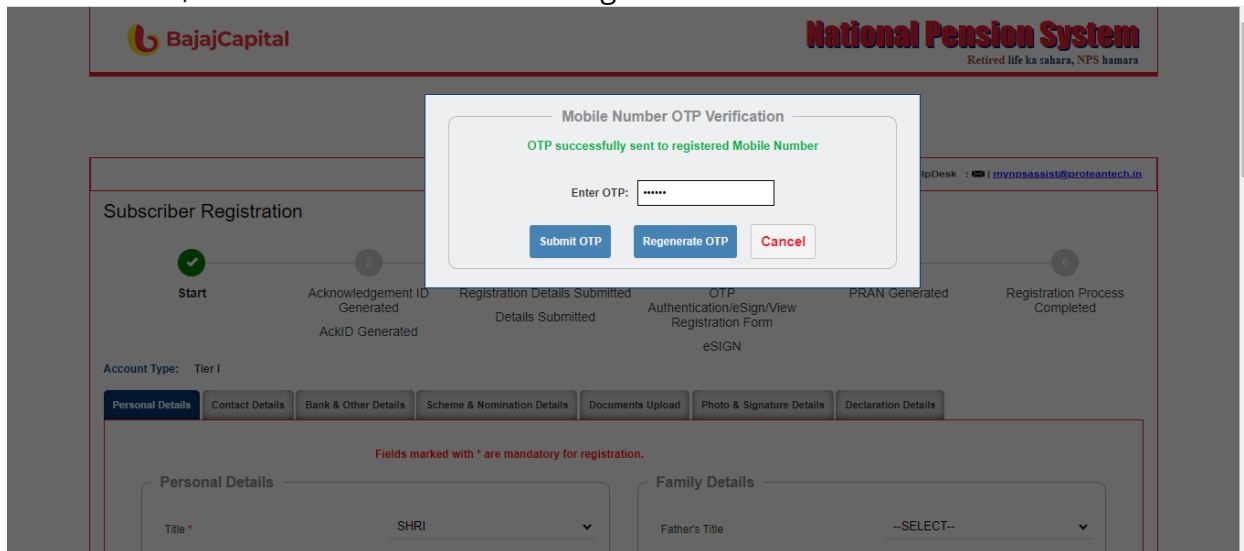 BajajCapital
National Pension System
Retired life ka sahara, NPS hamara
Mobile Number OTP Verification
OTP successfully sent to registered Mobile Number
Enter OTP: ••••••
Submit OTP Regenerate OTP Cancel
lpDesk : | mynpsassist@proteantech.in
Subscriber Registration
2 6
Start Acknowledgement ID Generated Registration Details Submitted OTP Authentication/eSign/View Registration Form PRAN Generated Registration Process Completed
AckID Generated Details Submitted eSIGN
Account Type: Tier I
Personal Details Contact Details Bank & Other Details Scheme & Nomination Details Documents Upload Photo & Signature Details Declaration Details
Fields marked with * are mandatory for registration.
Personal Details Family Details
Title * SHRI Father's Title --SELECT--